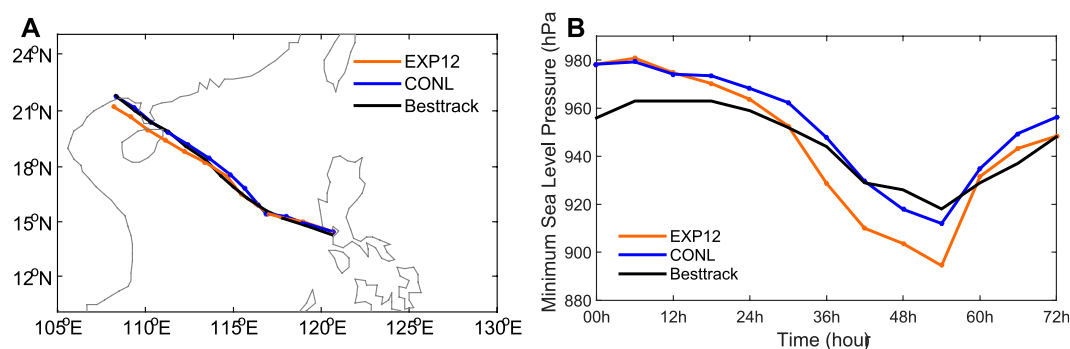 A
24°N
21°N
18°N
15°N
12°N
105°E 110°E 115°E 120°E 125°E 130°E
EXP12
CONL
Besttrack
B
Minimum Sea Level Pressure (hPa
980
960
940
920
900
880
00h 12h 24h 36h 48h 60h 72h
Time (hour)
EXP12
CONL
Besttrack